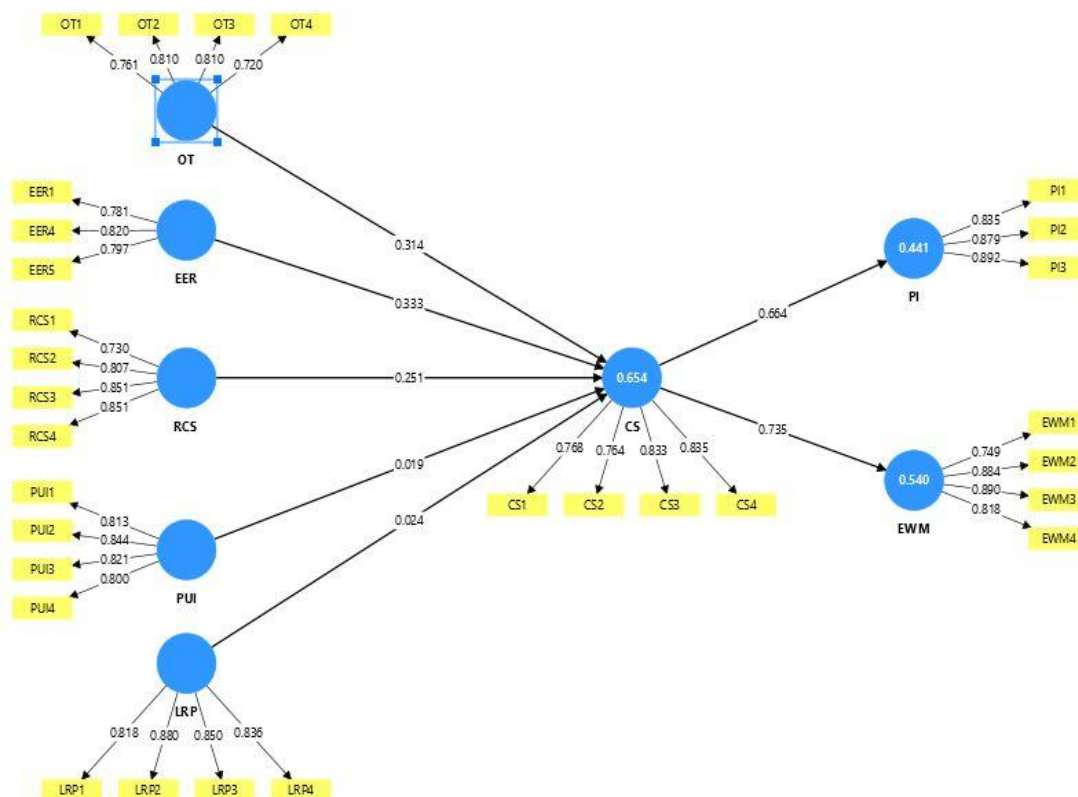 OT1 OT2 OT3 OT4
0.761 0.810 0.810 0.720
OT
EER1
EER4
EER5
0.781
0.820
0.797
EER
RCS1
RCS2
RCS3
RCS4
0.730
0.807
0.851
0.851
RCS
PUI1
PUI2
PUI3
PUI4
0.813
0.844
0.821
0.800
PUI
LRP
0.818 0.880 0.850 0.836
LRP1 LRP2 LRP3 LRP4
0.314
0.333
0.251
0.019
0.024
0.654
CS
0.768 0.764 0.833 0.835
CS1 CS2 CS3 CS4
0.664
0.735
0.441
PI
0.835
0.879
0.892
PI1
PI2
PI3
0.540
EWM
0.749
0.884
0.890
0.818
EWM1
EWM2
EWM3
EWM4